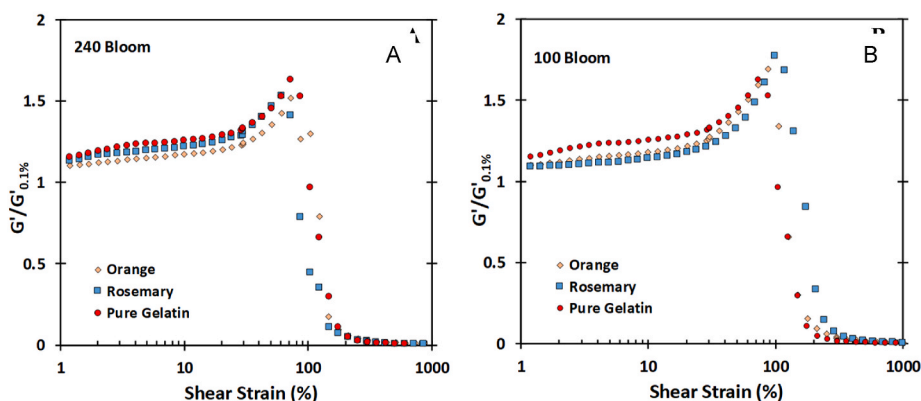 A
240 Bloom
2
1.5
1
0.5
0
G'/G'0.1%
Orange
Rosemary
Pure Gelatin
1 10 100 1000
Shear Strain (%)
B
100 Bloom
2
1.5
1
0.5
0
G'/G'0.1%
Orange
Rosemary
Pure Gelatin
1 10 100 1000
Shear Strain (%)